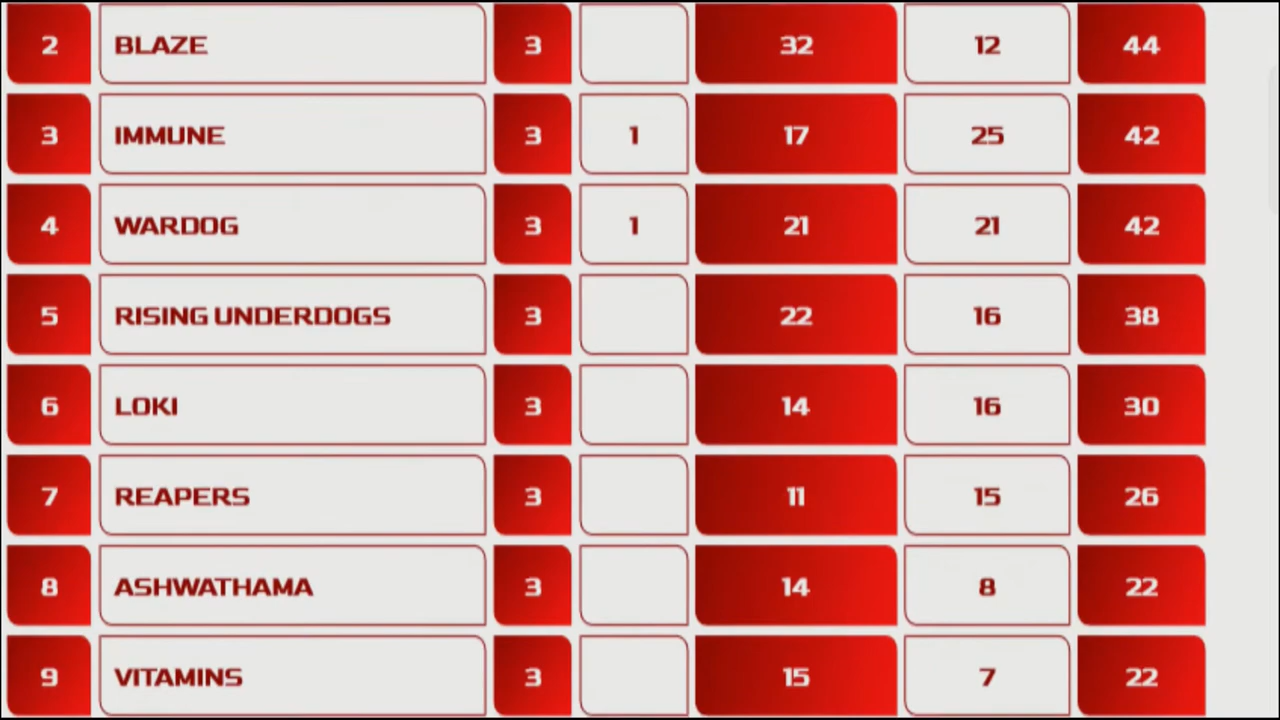 2 BLAZE 3 32 12 44
3 IMMUNE 3 1 17 25 42
4 WARDOG 3 1 21 21 42
5 RISING UNDERDOGS 3 22 16 38
6 LOKI 3 14 16 30
7 REAPERS 3 11 15 26
8 ASHWATHAMA 3 14 8 22
9 VITAMINS 3 15 7 22